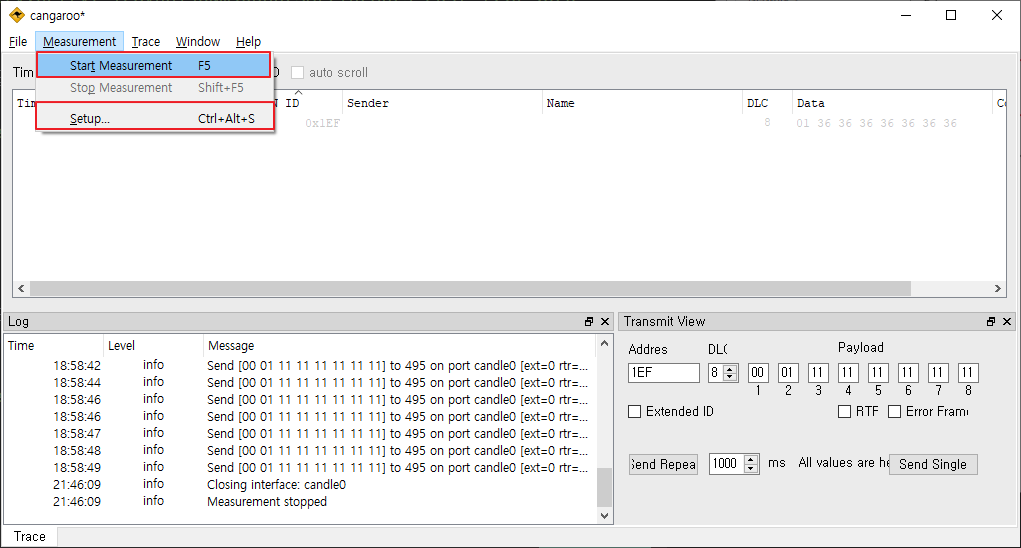 cangaroo*
File Measurement Trace Window Help
Start Measurement F5
Stop Measurement Shift+F5
Setup... Ctrl+Alt+S
Tim
auto scroll
ID Sender Name DLC Data
0x1EF 8 01 36 36 36 36 36 36 36
Log
Time Level Message
18:58:42 info Send [00 01 11 11 11 11 11 11] to 495 on port candle0 [ext=0 rtr=...
18:58:44 info Send [00 01 11 11 11 11 11 11] to 495 on port candle0 [ext=0 rtr=...
18:58:46 info Send [00 01 11 11 11 11 11 11] to 495 on port candle0 [ext=0 rtr=...
18:58:46 info Send [00 01 11 11 11 11 11 11] to 495 on port candle0 [ext=0 rtr=...
18:58:47 info Send [00 01 11 11 11 11 11 11] to 495 on port candle0 [ext=0 rtr=...
18:58:48 info Send [00 01 11 11 11 11 11 11] to 495 on port candle0 [ext=0 rtr=...
18:58:49 info Send [00 01 11 11 11 11 11 11] to 495 on port candle0 [ext=0 rtr=...
21:46:09 info Closing interface: candle0
21:46:09 info Measurement stopped
Transmit View
Addres DLC Payload
1EF 8 00 01 11 11 11 11 11 11
1 2 3 4 5 6 7 8
Extended ID RTF Error Frame
Send Repea 1000 ms All values are he Send Single
Trace